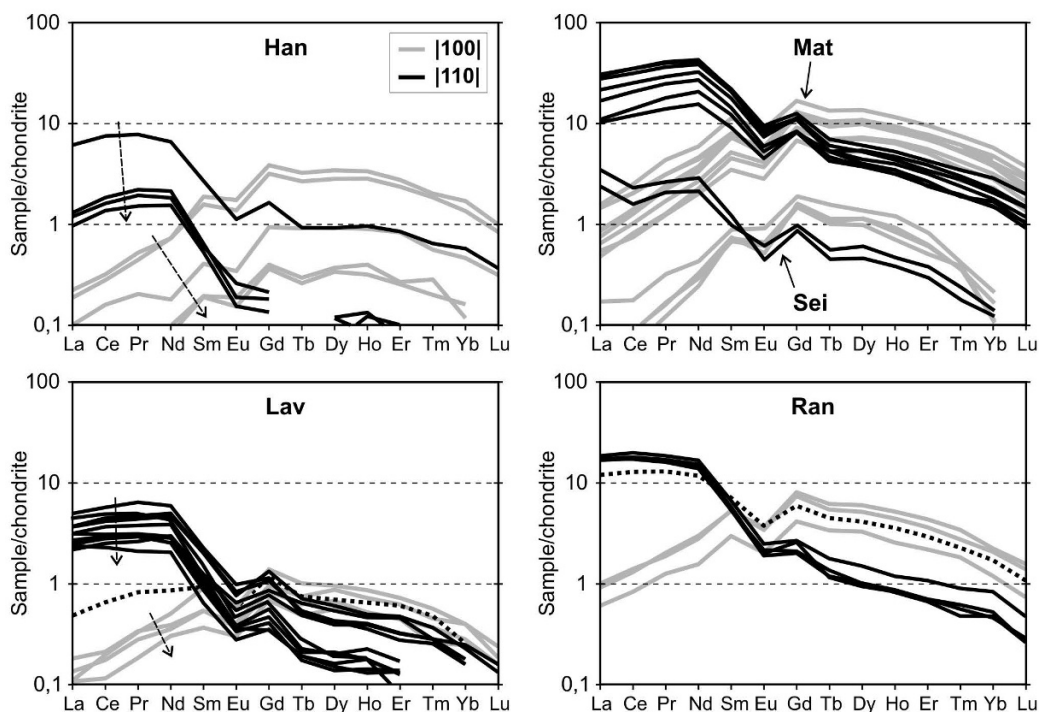 Han
|100|
|110|
Sample/chondrite
100
10
1
0,1
La Ce Pr Nd Sm Eu Gd Tb Dy Ho Er Tm Yb Lu
Mat
Sei
Sample/chondrite
100
10
1
0,1
La Ce Pr Nd Sm Eu Gd Tb Dy Ho Er Tm Yb Lu
Lav
Sample/chondrite
100
10
1
0,1
La Ce Pr Nd Sm Eu Gd Tb Dy Ho Er Tm Yb Lu
Ran
Sample/chondrite
100
10
1
0,1
La Ce Pr Nd Sm Eu Gd Tb Dy Ho Er Tm Yb Lu